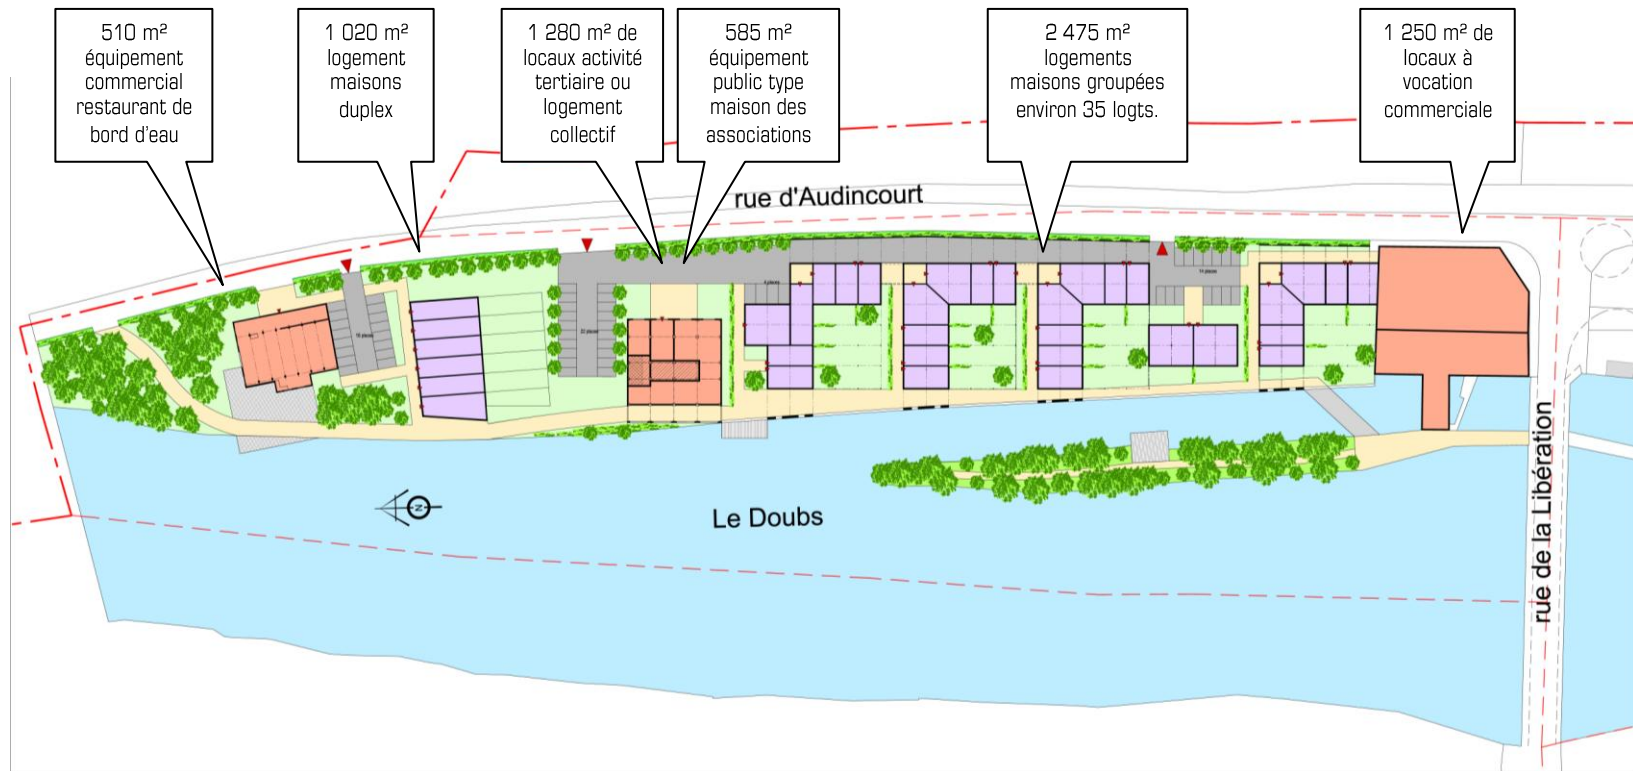 510 m²
équipement
commercial
restaurant de
bord d'eau
1 020 m²
logement
maisons
duplex
1 280 m² de
locaux activité
tertiaire ou
logement
collectif
585 m²
équipement
public type
maison des
associations
2 475 m²
logements
maisons groupées
environ 35 logts.
1 250 m² de
locaux à
vocation
commerciale
rue d'Audincourt
Le Doubs
N
rue de la Libération